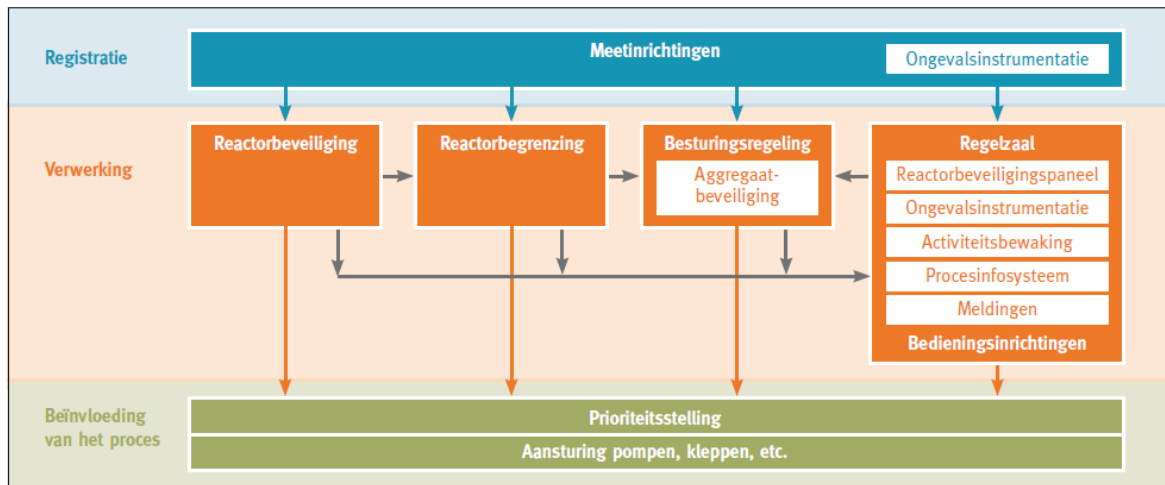 Registratie
Meetinrichtingen
Ongevalsinstrumentatie
Verwerking
Reactorbeveiliging
Reactorbegrenzing
Besturingsregeling
Aggregaat-
beveiliging
Regelzaal
Reactorbeveiligingspaneel
Ongevalsinstrumentatie
Activiteitsbewaking
Procesinfosysteem
Meldingen
Bedieningsinrichtingen
Beïnvloeding
van het proces
Prioriteitsstelling
Aansturing pompen, kleppen, etc.